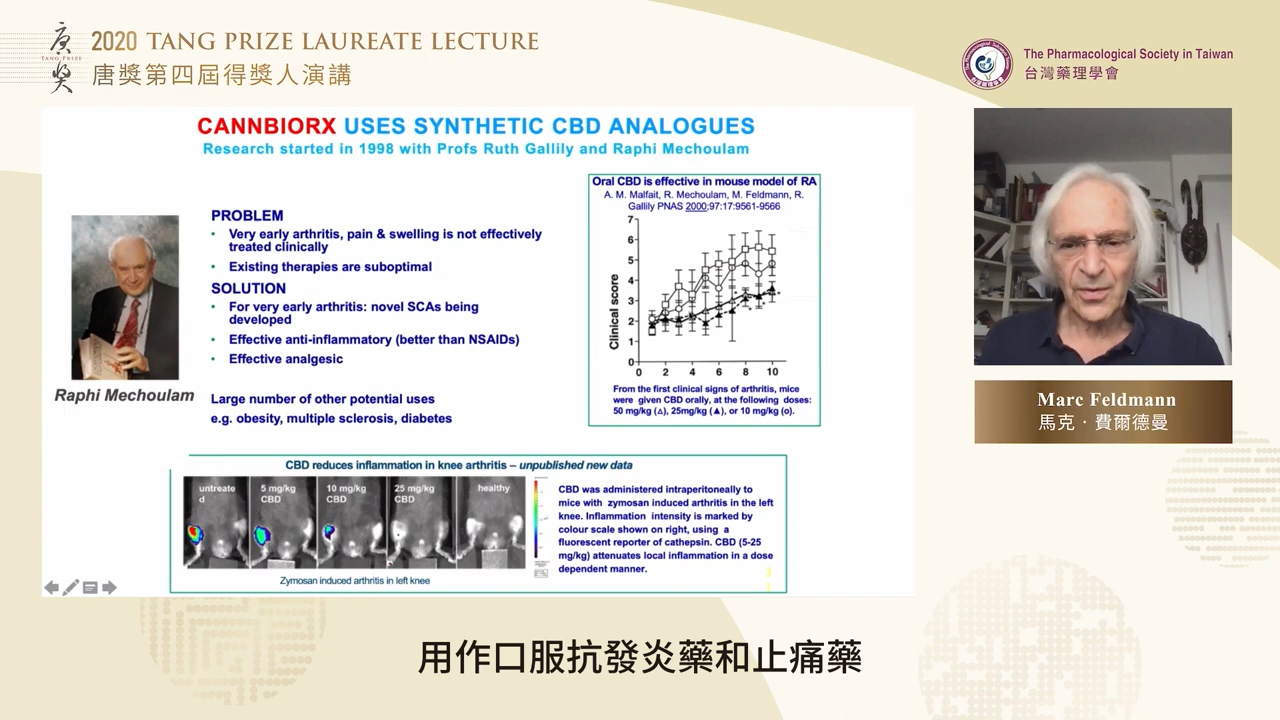 2020 TANG PRIZE LAUREATE LECTURE
唐獎第四屆得獎人演講
唐獎
TANG PRIZE
The Pharmacological Society in Taiwan
台灣藥理學會
CANNBIORX USES SYNTHETIC CBD ANALOGUES
Research started in 1998 with Profs Ruth Gallily and Raphi Mechoulam
Raphi Mechoulam
PROBLEM
• Very early arthritis, pain & swelling is not effectively
treated clinically
• Existing therapies are suboptimal
SOLUTION
• For very early arthritis: novel SCAs being
developed
• Effective anti-inflammatory (better than NSAIDs)
• Effective analgesic
Large number of other potential uses
e.g. obesity, multiple sclerosis, diabetes
Oral CBD is effective in mouse model of RA
A. M. Malfait, R. Mechoulam, M. Feldmann, R.
Gallily PNAS 2000;97:17:9561-9566
Clinical score
7
6
5
4
3
2
1
0
0 2 4 6 8 10
From the first clinical signs of arthritis, mice
were given CBD orally, at the following doses:
50 mg/kg (△), 25mg/kg (▲), or 10 mg/kg (o).
CBD reduces inflammation in knee arthritis – unpublished new data
untreate
d
5 mg/kg
CBD
10 mg/kg
CBD
25 mg/kg
CBD
healthy
Zymosan induced arthritis in left knee
CBD was administered intraperitoneally to
mice with zymosan induced arthritis in the left
knee. Inflammation intensity is marked by
colour scale shown on right, using a
fluorescent reporter of cathepsin. CBD (5-25
mg/kg) attenuates local inflammation in a dose
dependent manner.
Marc Feldmann
馬克．費爾德曼
用作口服抗發炎藥和止痛藥